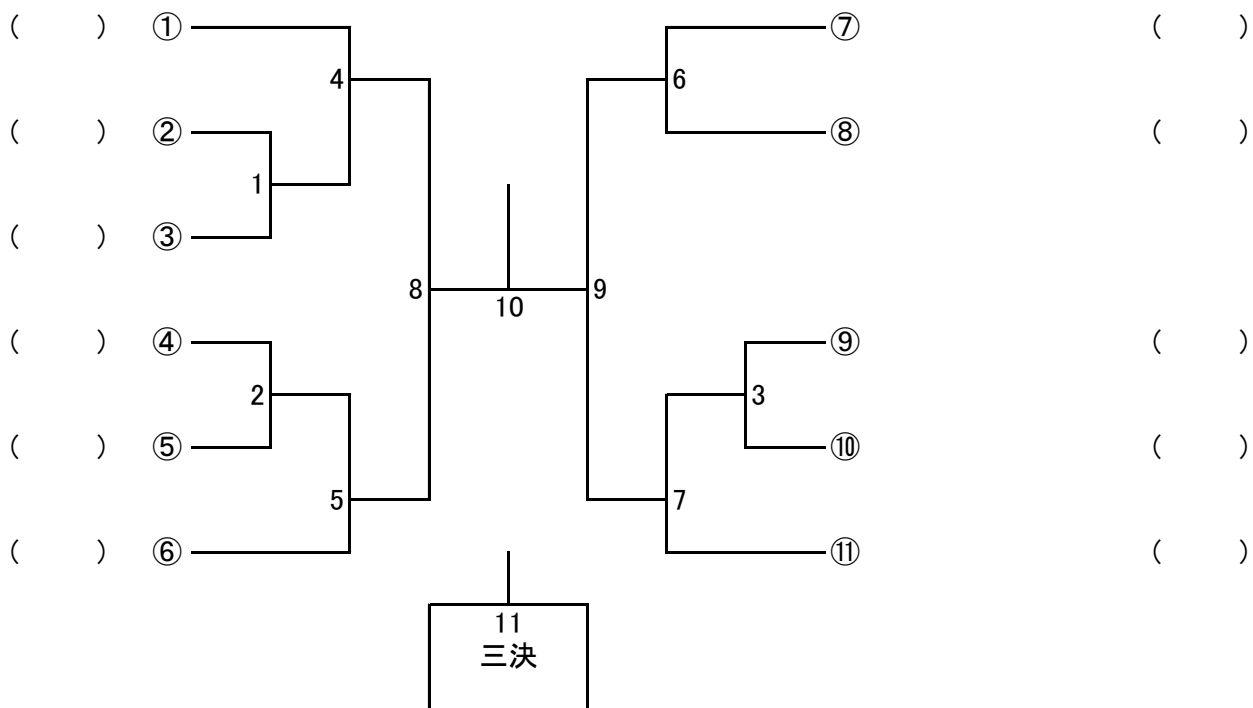 ( ) ① ⑦ ( )
4 6
( ) ② ⑧ ( )
1
( ) ③
8 10 9
( ) ④ ⑨ ( )
2 3
( ) ⑤ ⑩ ( )
5 7
( ) ⑥ ⑪ ( )
11
三決